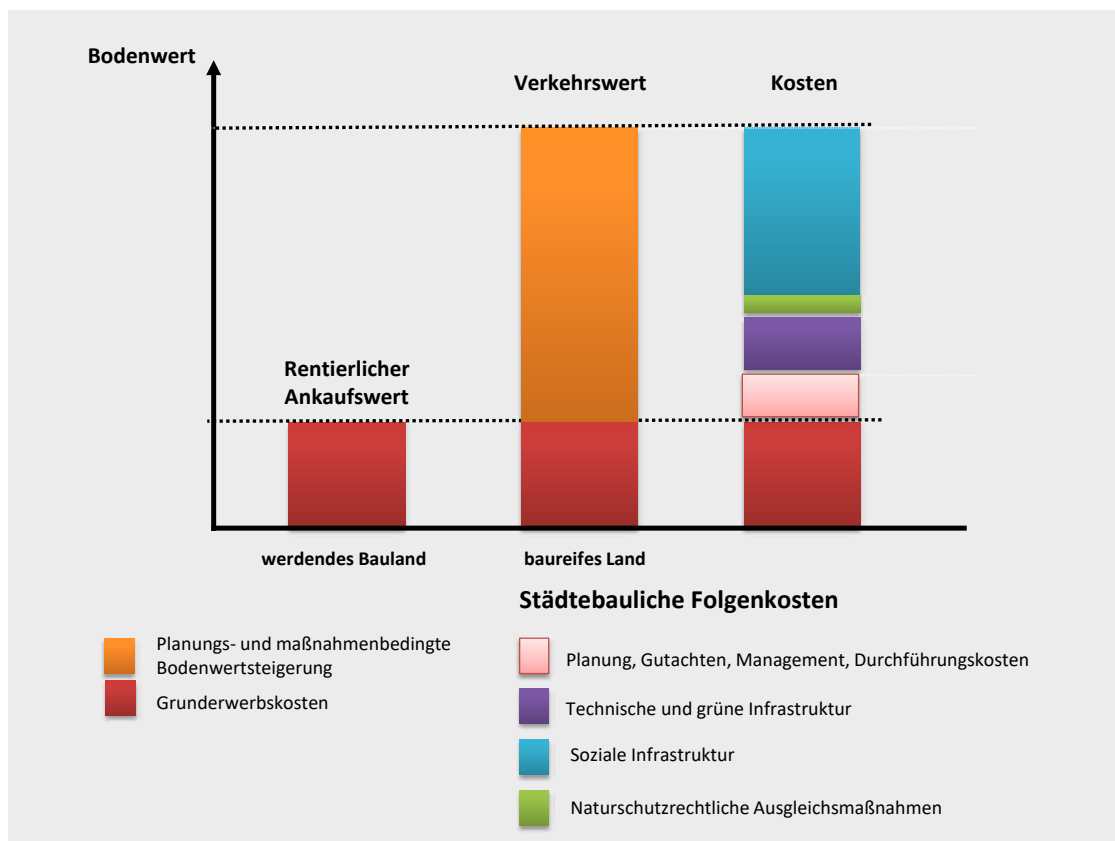 Bodenwert
Verkehrswert
Kosten
Rentierlicher
Ankaufswert
werdendes Bauland
baureifes Land
Städtebauliche Folgenkosten
Planungs- und maßnahmenbedingte
Bodenwertsteigerung
Grunderwerbskosten
Planung, Gutachten, Management, Durchführungskosten
Technische und grüne Infrastruktur
Soziale Infrastruktur
Naturschutzrechtliche Ausgleichsmaßnahmen